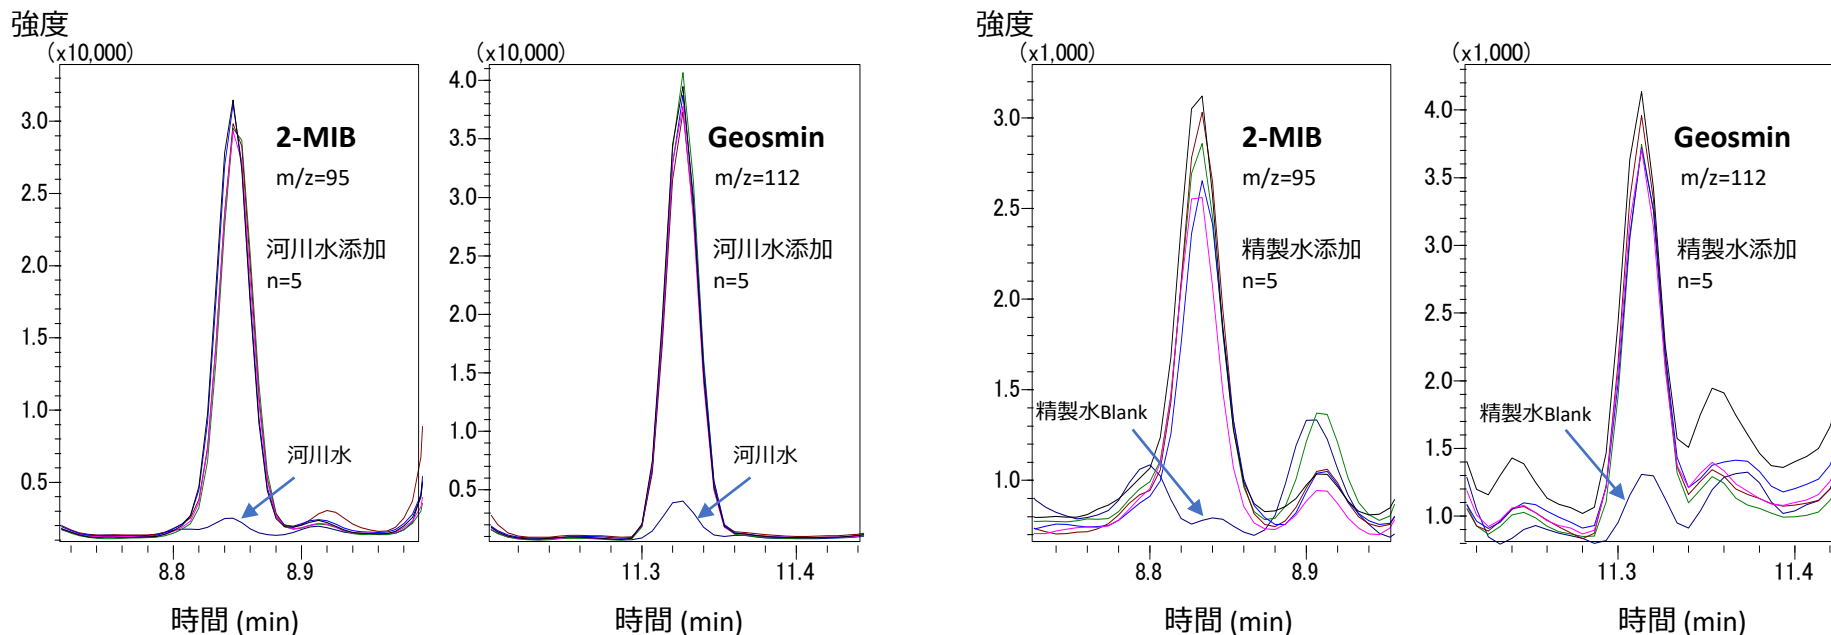 強度
(x10,000)
3.0
2.5
2.0
1.5
1.0
0.5
2-MIB
m/z=95
河川水添加
n=5
河川水
8.8
8.9
時間 (min)
(x10,000)
4.0
3.5
3.0
2.5
2.0
1.5
1.0
0.5
Geosmin
m/z=112
河川水添加
n=5
河川水
11.3
11.4
時間 (min)
強度
(x1,000)
3.0
2.5
2.0
1.5
1.0
2-MIB
m/z=95
精製水添加
n=5
精製水Blank
8.8
8.9
時間 (min)
(x1,000)
4.0
3.5
3.0
2.5
2.0
1.5
1.0
Geosmin
m/z=112
精製水添加
n=5
精製水Blank
11.3
11.4
時間 (min)